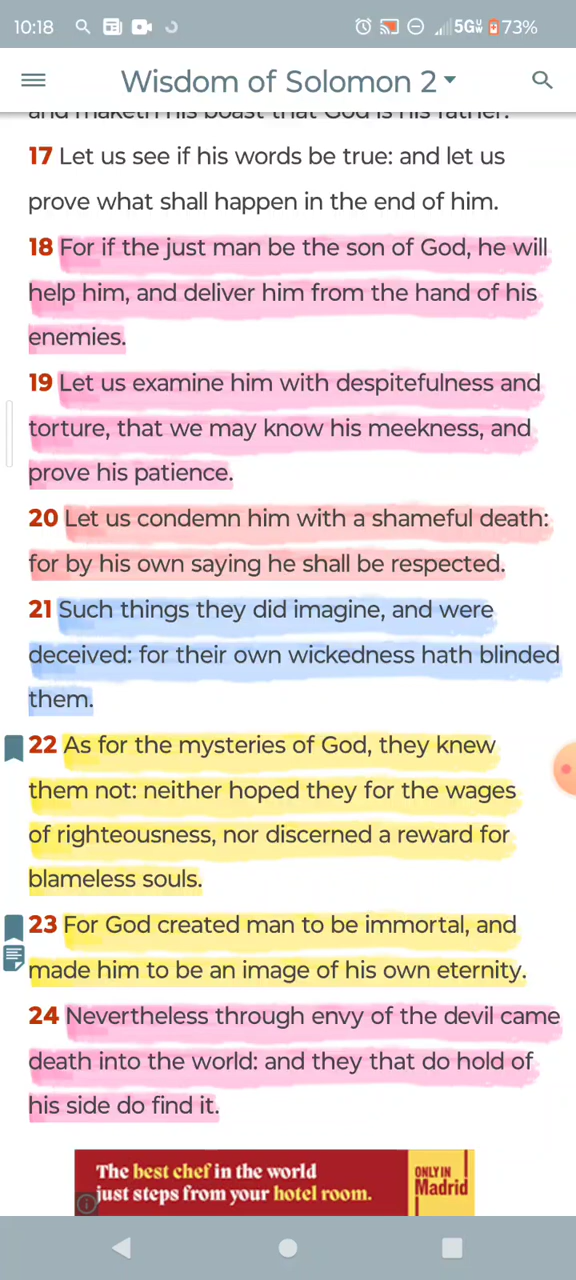 10:18 5G 73%
Wisdom of Solomon 2
and maketh his boast that God is his father.
17 Let us see if his words be true: and let us
prove what shall happen in the end of him.
18 For if the just man be the son of God, he will
help him, and deliver him from the hand of his
enemies.
19 Let us examine him with despitefulness and
torture, that we may know his meekness, and
prove his patience.
20 Let us condemn him with a shameful death:
for by his own saying he shall be respected.
21 Such things they did imagine, and were
deceived: for their own wickedness hath blinded
them.
22 As for the mysteries of God, they knew
them not: neither hoped they for the wages
of righteousness, nor discerned a reward for
blameless souls.
23 For God created man to be immortal, and
made him to be an image of his own eternity.
24 Nevertheless through envy of the devil came
death into the world: and they that do hold of
his side do find it.
The best chef in the world
just steps from your hotel room.
ONLY IN
Madrid